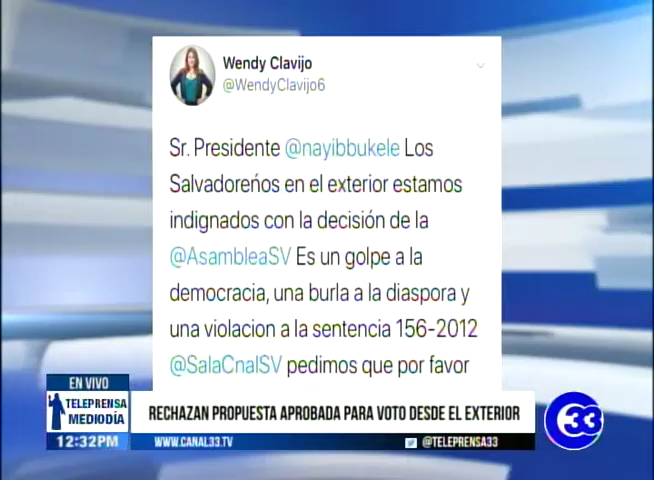 Wendy Clavijo
@WendyClavijo6
Sr. Presidente @nayibbukele Los
Salvadoreños en el exterior estamos
indignados con la decisión de la
@AsambleaSV Es un golpe a la
democracia, una burla a la diaspora y
una violacion a la sentencia 156-2012
@SalaCnalSV pedimos que por favor
EN VIVO
TELEPRENSA
MEDIODÍA
12:32PM
RECHAZAN PROPUESTA APROBADA PARA VOTO DESDE EL EXTERIOR
WWW.CANAL33.TV
@TELEPRENSA33
33